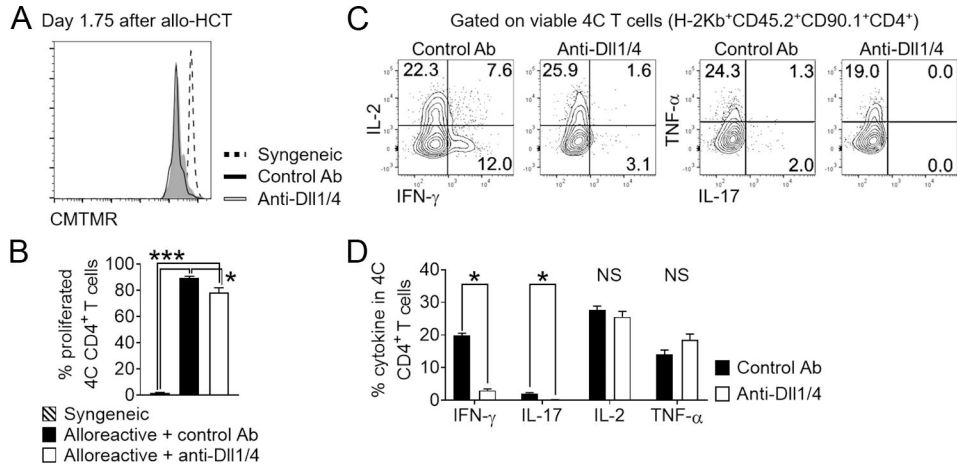 A Day 1.75 after allo-HCT
Syngeneic
Control Ab
Anti-Dll1/4
CMTMR
B
***
*
% proliferated
4C CD4+ T cells
100
80
60
40
20
0
Syngeneic
Alloreactive + control Ab
Alloreactive + anti-Dll1/4
C Gated on viable 4C T cells (H-2Kb+CD45.2+CD90.1+CD4+)
Control Ab Anti-Dll1/4 Control Ab Anti-Dll1/4
22.3 7.6 25.9 1.6 24.3 1.3 19.0 0.0
IL-2
TNF-α
12.0 3.1 2.0 0.0
IFN-γ IL-17
D
% cytokine in 4C
CD4+ T cells
40
30
20
10
0
* * NS NS
IFN-γ IL-17 IL-2 TNF-α
Control Ab
Anti-Dll1/4